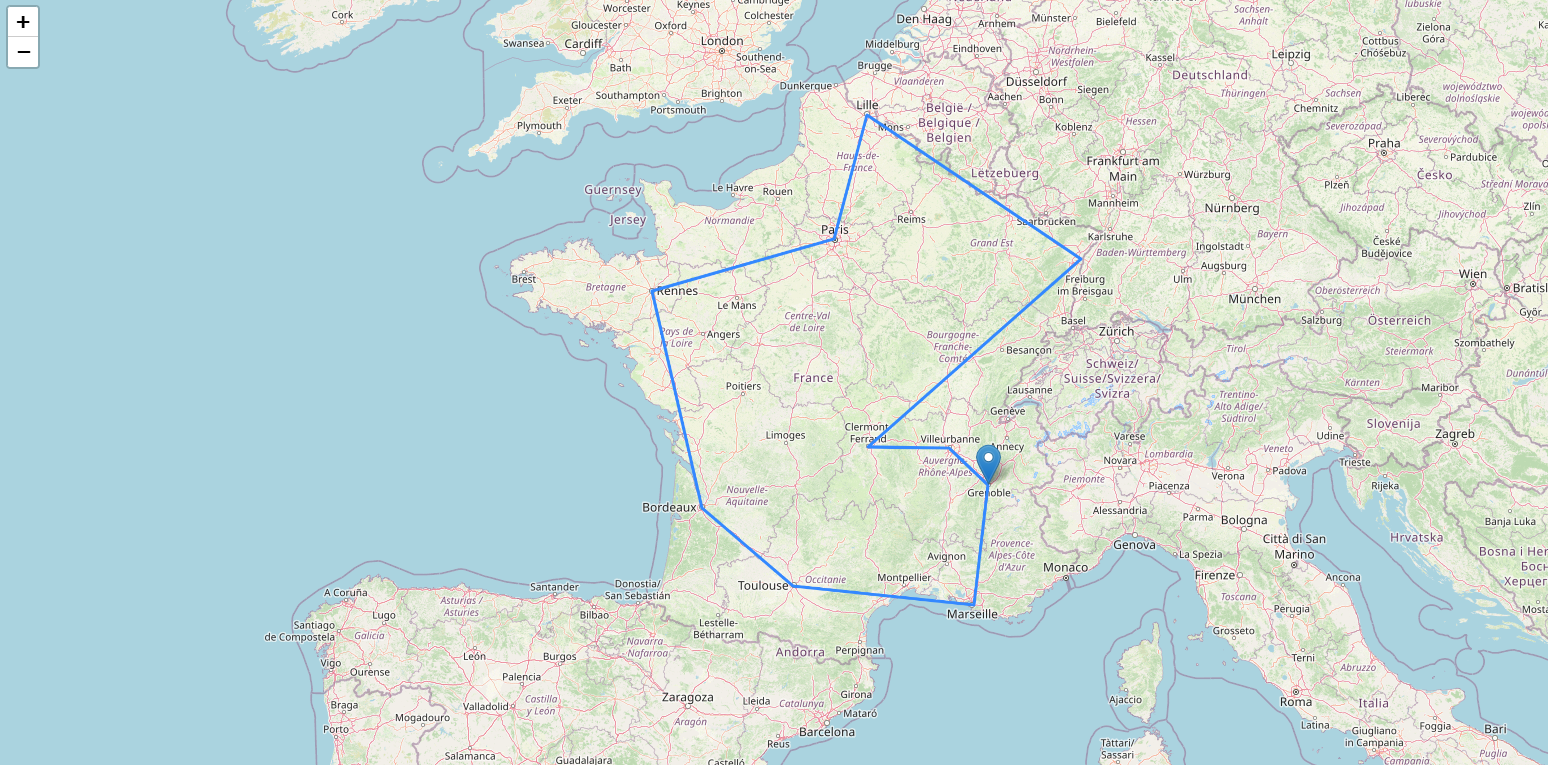 +
−
Cork
Swansea
Gloucester
Cardiff
Worcester
Keynes
Cambridge
Oxford
Colchester
London
Southend-
on-Sea
Bath
Exeter
Southampton
Brighton
Portsmouth
Plymouth
Den Haag
Nederland
Arnhem
Münster
Bielefeld
Sachsen-
Anhalt
Middelburg
Eindhoven
Nordrhein-
Westfalen
Kassel
Leipzig
Cottbus -
Chóśebuz
Zielona
Góra
lubuskie
Brugge
Vlaanderen
Düsseldorf
Deutschland
Dunkerque
Aachen
Bonn
Siegen
Thüringen
Sachsen
Chemnitz
Liberec
województwo
dolnośląskie
Lille
Mons
België /
Belgique /
Belgien
Koblenz
Hessen
Severozápad
Severovýchod
Praha
Pardubice
Hauts-de-
France
Frankfurt am
Main
Würzburg
Plzeň
Česko
Střední Morava
Lëtzebuerg
Guernsey
Jersey
Le Havre
Rouen
Normandie
Reims
Saarbrücken
Mannheim
Nürnberg
Jihozápad
Jihovýchod
Zlín
Paris
Grand Est
Karlsruhe
Baden-Württemberg
Ingolstadt
Bayern
České
Budějovice
Brest
Bretagne
Rennes
Le Mans
Freiburg
im Breisgau
Ulm
Augsburg
München
Oberösterreich
Wien
Bratisl
Angers
Pays de
la Loire
Centre-Val
de Loire
Bourgogne-
Franche-
Comté
Besançon
Basel
Zürich
Salzburg
Österreich
Győr
Szombathely
Poitiers
France
Lausanne
Schweiz/
Suisse/Svizzera/
Svizra
Tirol
Steiermark
Kärnten
Maribor
Dunántúl
Genève
Trentino-
Alto Adige/
Südtirol
Limoges
Clermont
Ferrand
Villeurbanne
Annecy
Varese
Lombardia
Veneto
Udine
Slovenija
Zagreb
Auvergne-
Rhône-Alpes
Novara
Padova
Trieste
Nouvelle-
Aquitaine
Grenoble
Piemonte
Piacenza
Verona
Rijeka
Bordeaux
Alessandria
Parma
Bologna
Banja Luka
Genova
La Spezia
Città di San
Marino
Hrvatska
Avignon
Provence-
Alpes-Côte
d'Azur
Monaco
Firenze
Ancona
Toulouse
Occitanie
Montpellier
Toscana
Perugia
Marseille
Grosseto
Terni
Abruzzo
A Coruña
Lugo
Asturias /
Asturies
Santander
Donostia/
San Sebastián
Bilbao
Santiago
de Compostela
Galicia
Vigo
Ourense
León
Burgos
Navarra
- Nafarroa
Lestelle-
Bétharram
Andorra
Perpignan
Palencia
Braga
Mogadouro
Valladolid
Castilla
y León
Zaragoza
Lleida
Catalunya
Girona
Mataró
Aragón
Porto
Barcelona
Reus
Salamanca
Guadalajara
Castelló
Ajaccio
Tàttari/
Sassari
Roma
Latina
Italia
Giugliano
in Campania
Foggia
Bari
Puglia